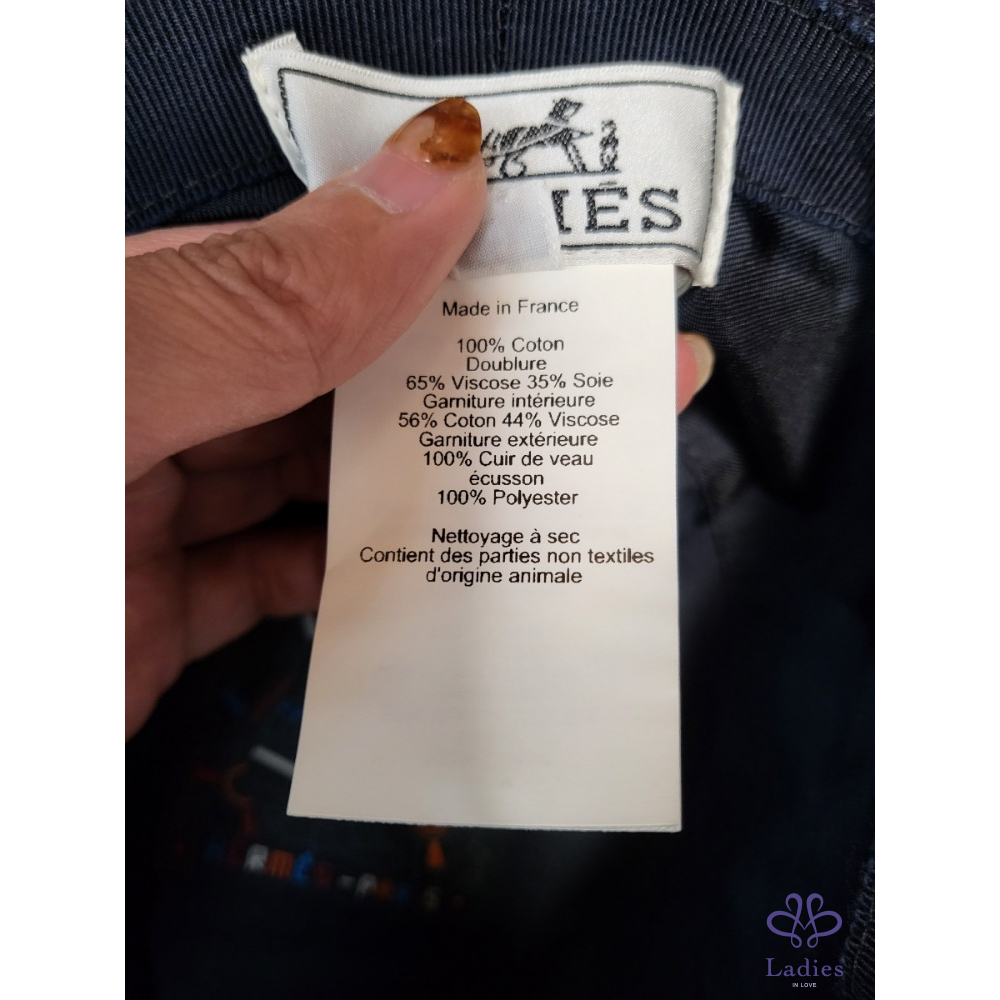 MÉS
Made in France
100% Coton
Doublure
65% Viscose 35% Soie
Garniture intérieure
56% Coton 44% Viscose
Garniture extérieure
100% Cuir de veau
écusson
100% Polyester
Nettoyage à sec
Contient des parties non textiles
d'origine animale
Ladies
IN LOVE